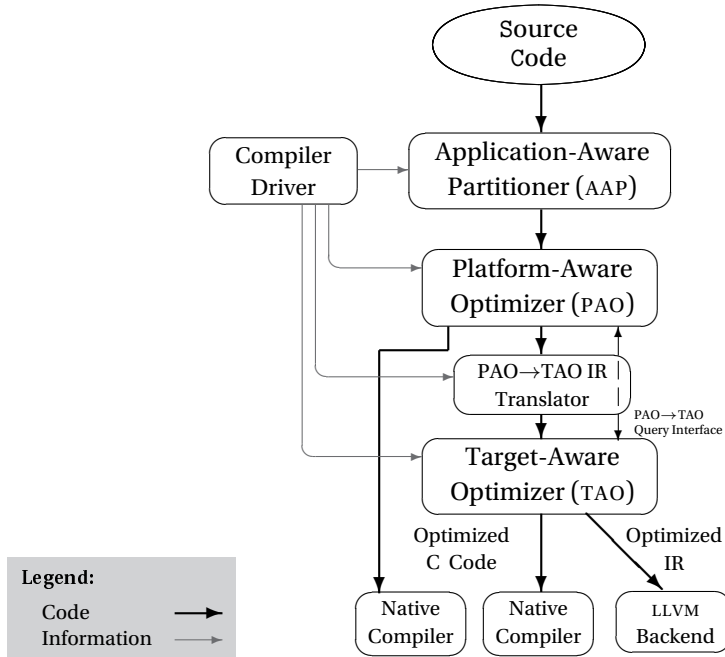 Source
Code
Compiler
Driver
Application-Aware
Partitioner (AAP)
Platform-Aware
Optimizer (PAO)
PAO→TAO IR
Translator
PAO→TAO
Query Interface
Target-Aware
Optimizer (TAO)
Optimized
C Code
Optimized
IR
Legend:
Code
Information
Native
Compiler
Native
Compiler
LLVM
Backend